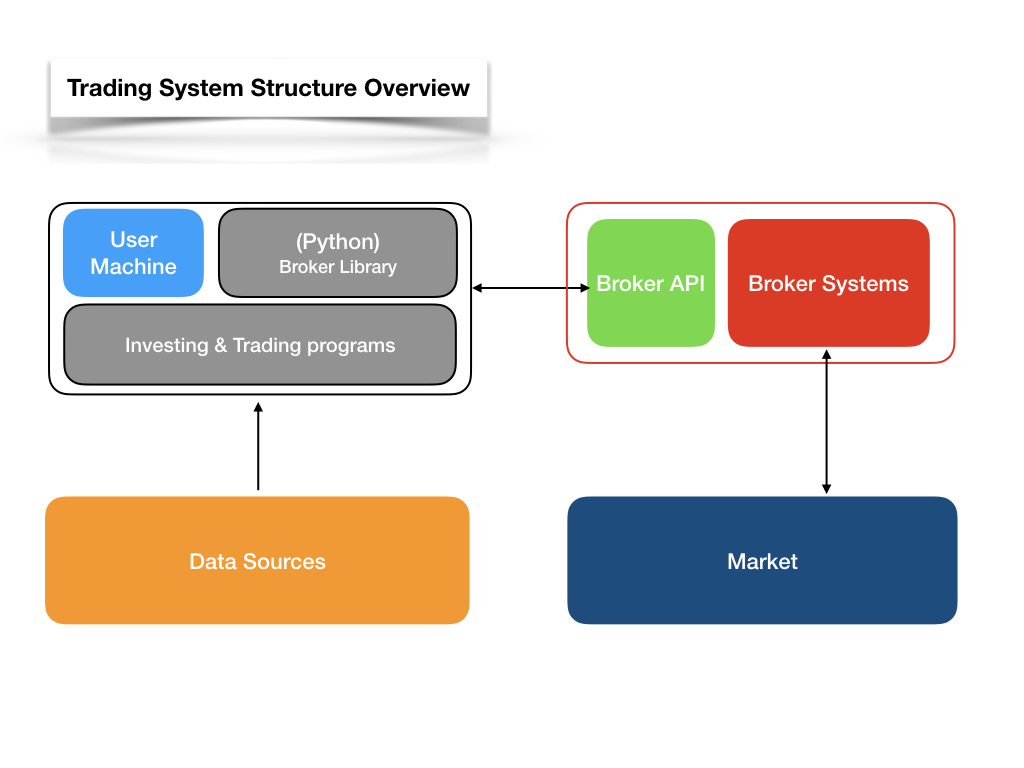 Trading System Structure Overview
User
Machine
(Python)
Broker Library
Investing & Trading programs
Broker API
Broker Systems
Data Sources
Market